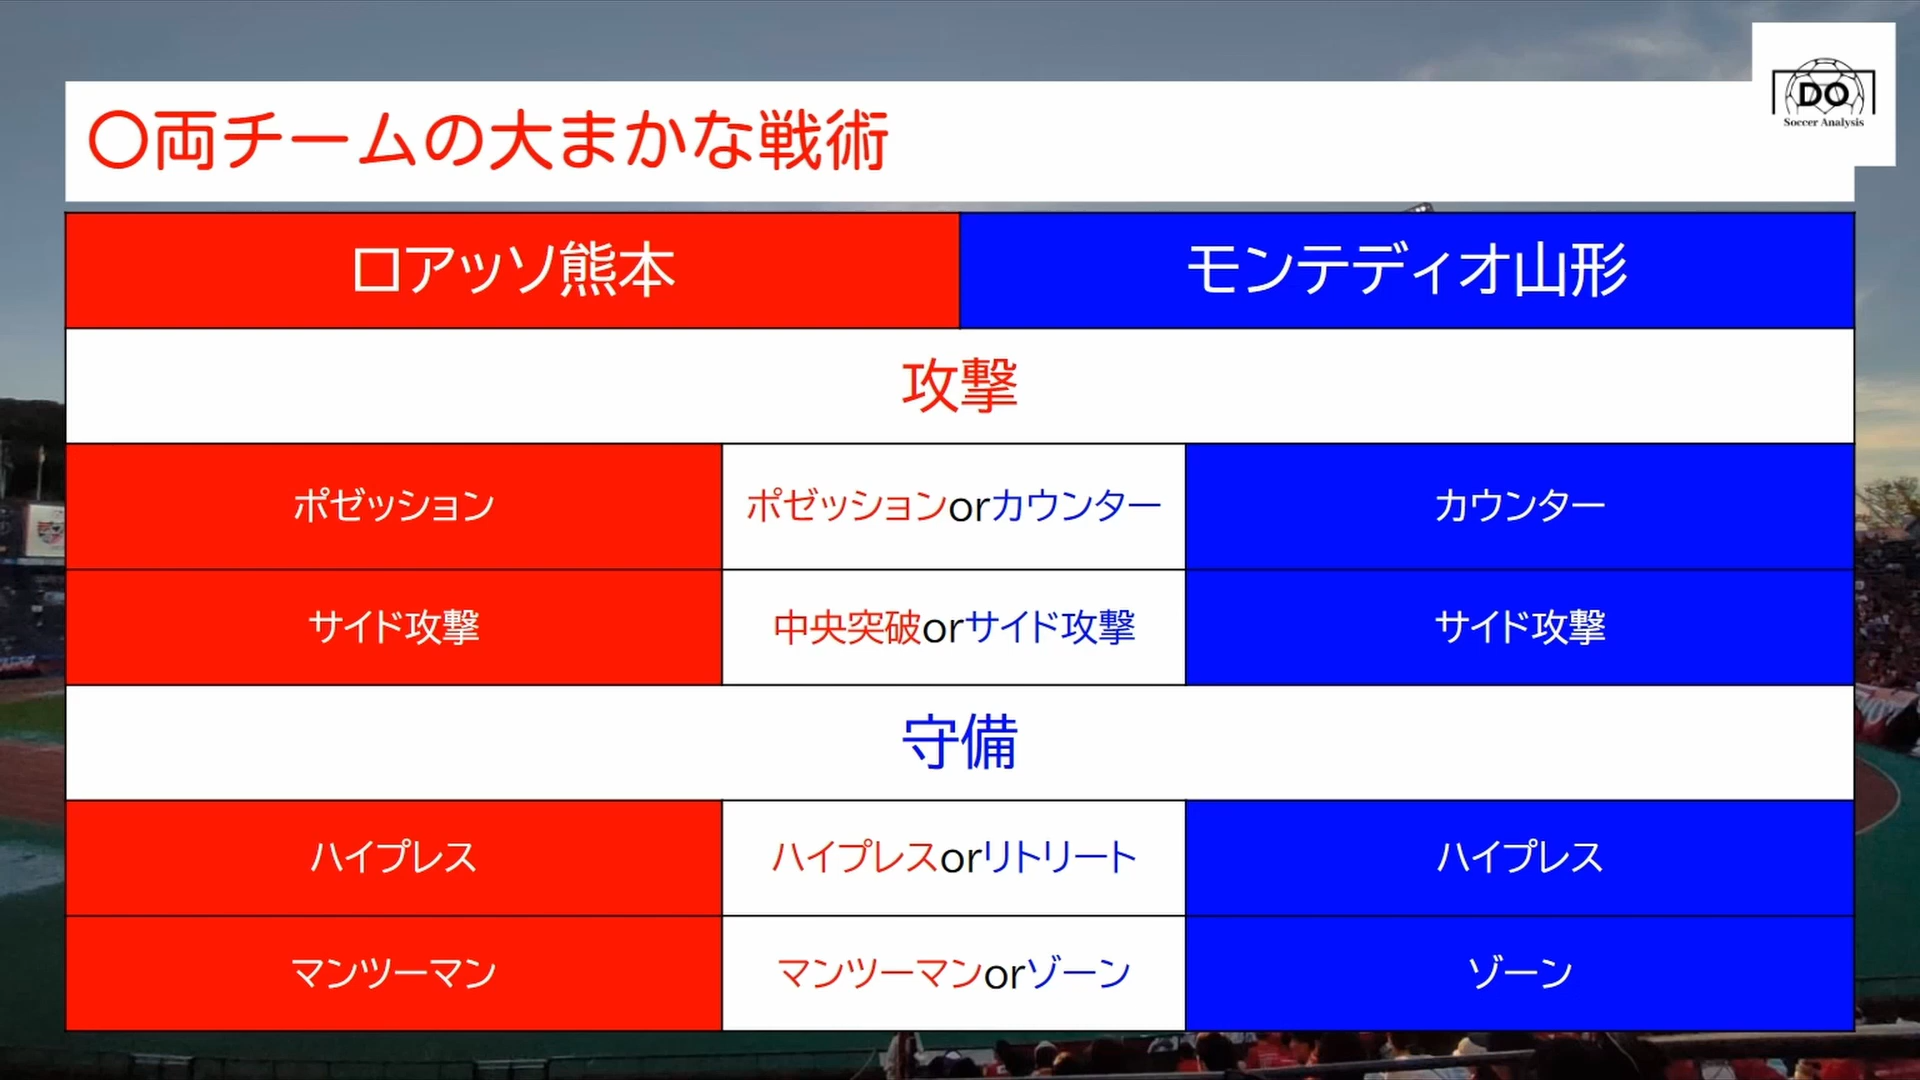 〇両チームの大まかな戦術
DO
Soccer Analysis
ロアッソ熊本
モンテディオ山形
攻撃
ポゼッション
ポゼッションorカウンター
カウンター
サイド攻撃
中央突破orサイド攻撃
サイド攻撃
守備
ハイプレス
ハイプレスorリトリート
ハイプレス
マンツーマン
マンツーマンorゾーン
ゾーン